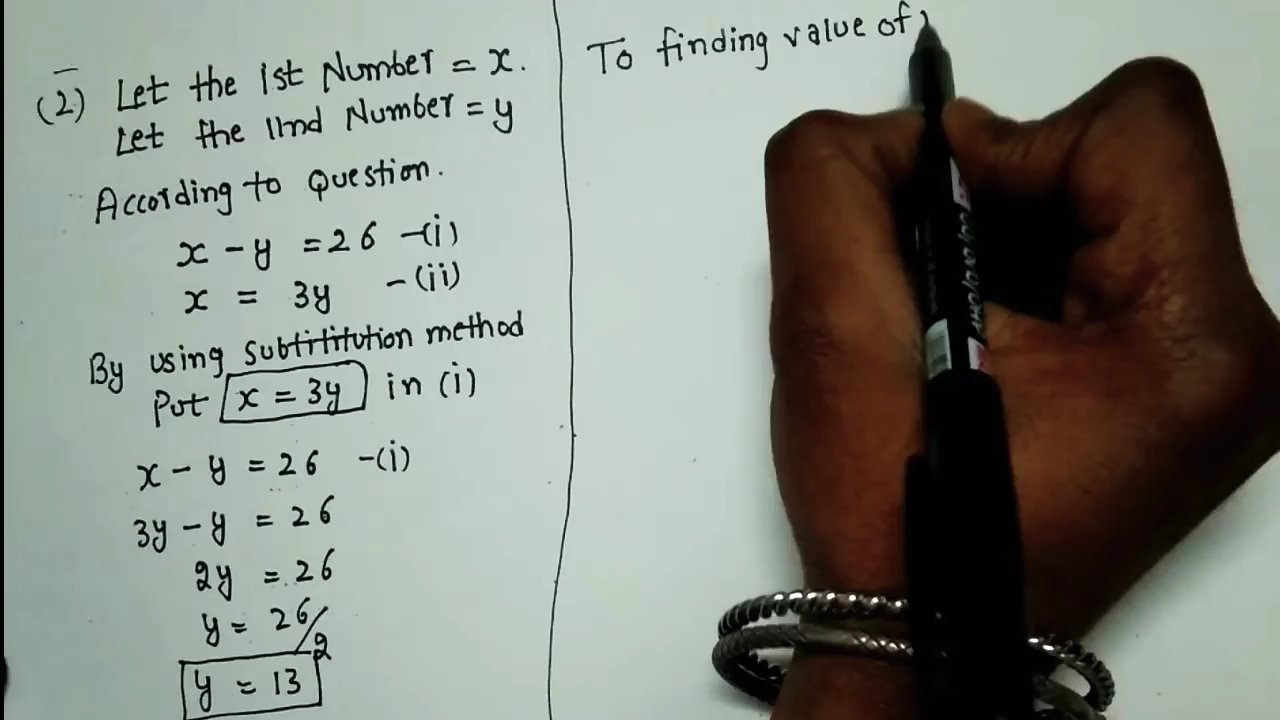 (2) Let the 1st Number = x.
Let the IInd Number = y
According to Question.
x - y = 26 -(i)
x = 3y -(ii)
By using subtititution method
Put x = 3y in (i)
x - y = 26 -(i)
3y - y = 26
2y = 26
y = 26/2
y = 13
To finding value of